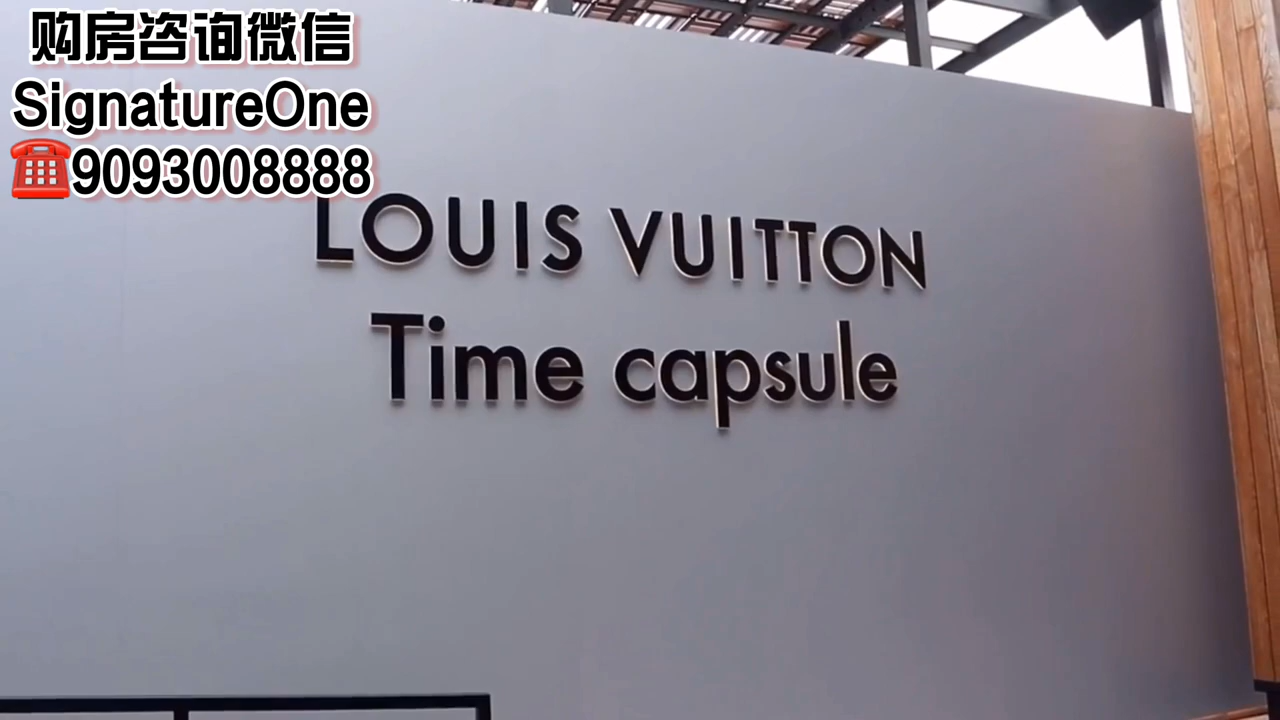 购房咨询微信
SignatureOne
☎️9093008888
LOUIS VUITTON
Time capsule